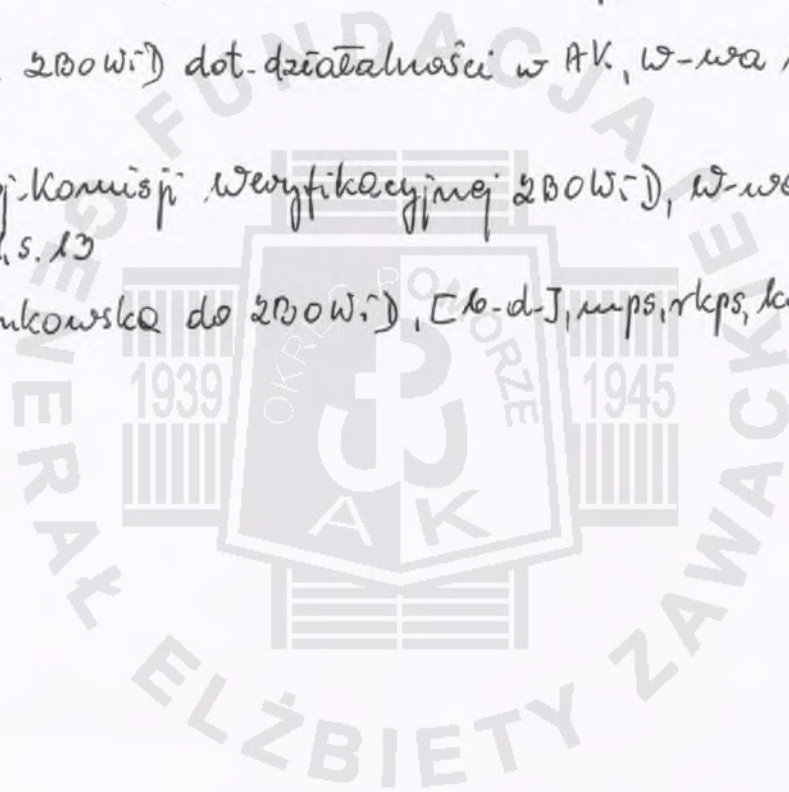 ZBOWiD dot. działalności w AK, W-wa
j. Komisji Weryfikacyjnej ZBOWiD, W-wa
s. 13
nkowska do ZBOWiD, [b.d.], mps, rkps,
FUNDACJA
GENERAŁ ELŻBIETY ZAWACKIEJ
OKRĘG POMORZE
1939
1945
AK